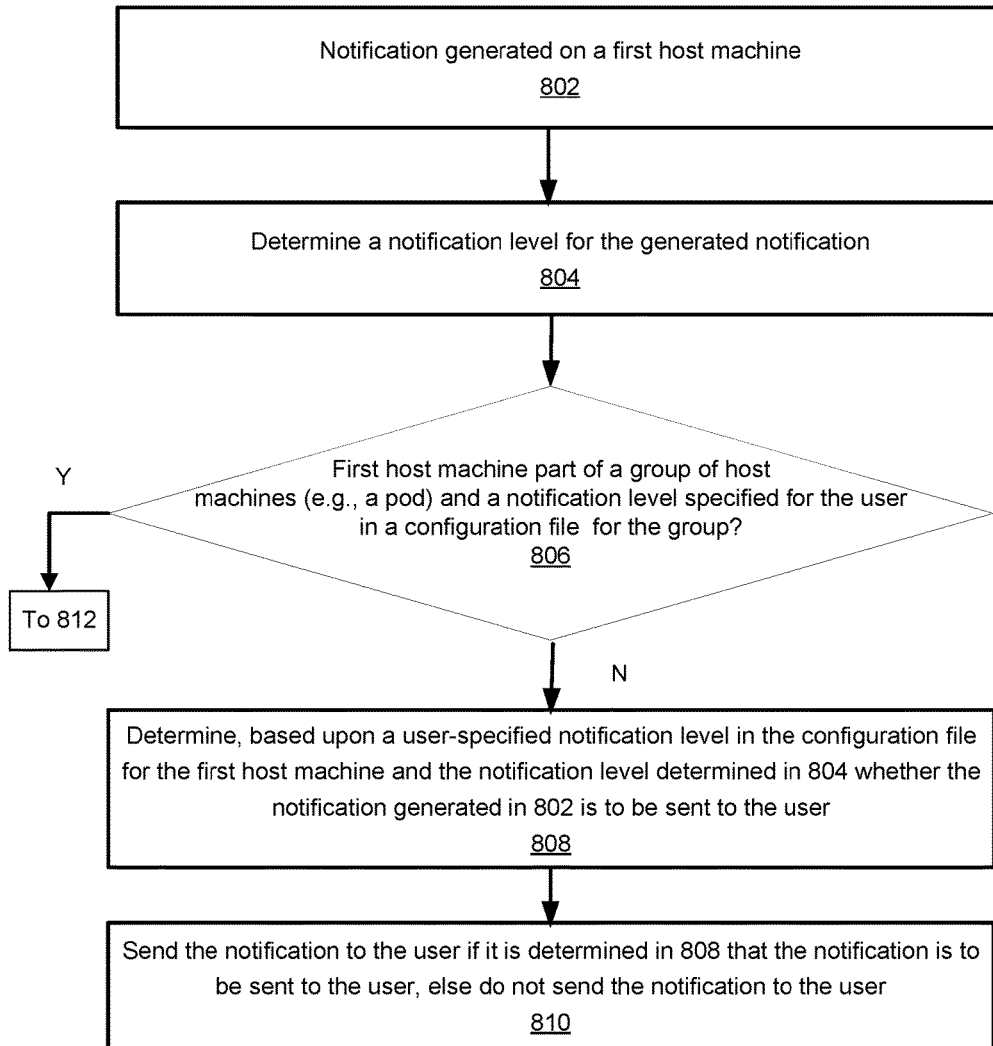 Notification generated on a first host machine
802
Determine a notification level for the generated notification
804
Y
First host machine part of a group of host
machines (e.g., a pod) and a notification level specified for the user
in a configuration file for the group?
806
To 812
N
Determine, based upon a user-specified notification level in the configuration file
for the first host machine and the notification level determined in 804 whether the
notification generated in 802 is to be sent to the user
808
Send the notification to the user if it is determined in 808 that the notification is to
be sent to the user, else do not send the notification to the user
810